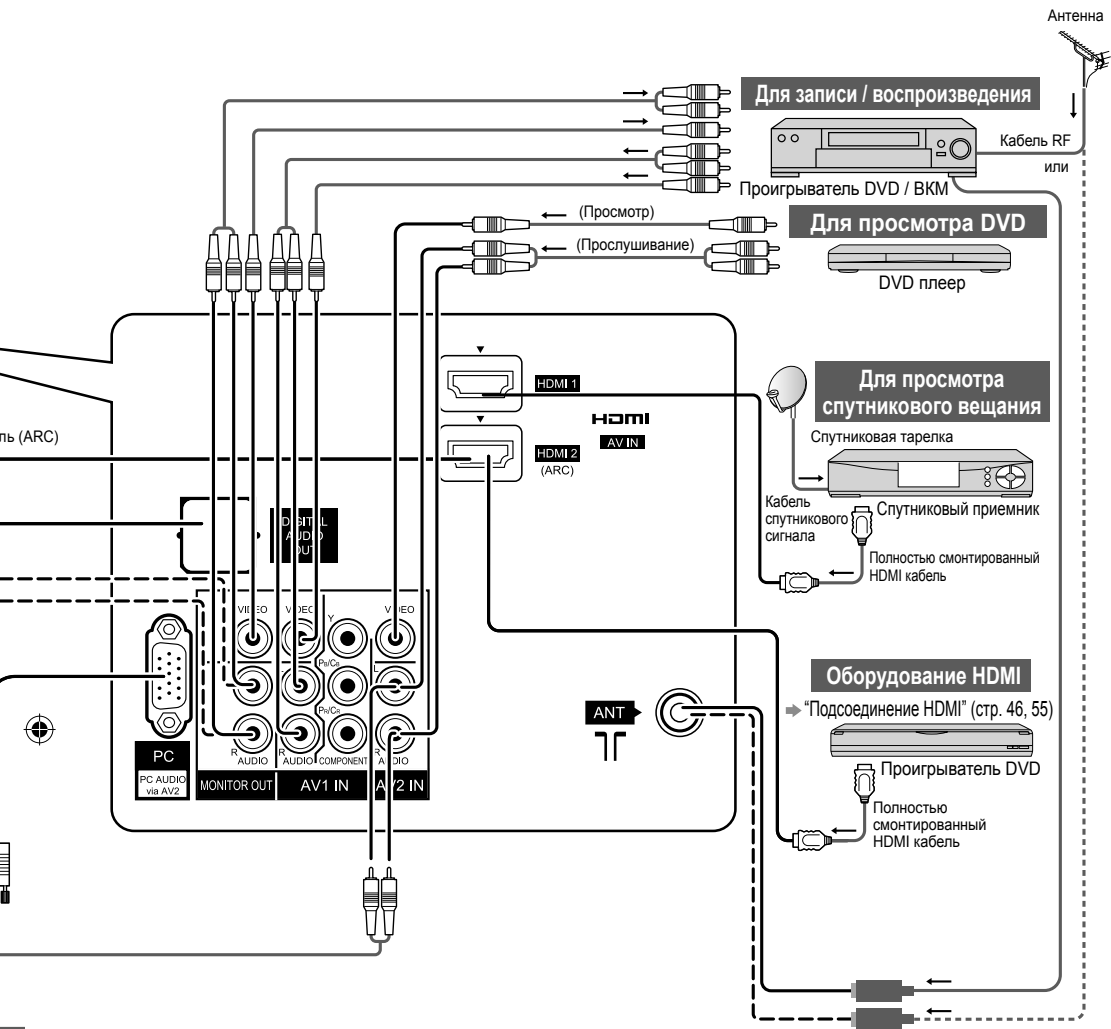 Антенна
Для записи / воспроизведения
Кабель RF
или
Проигрыватель DVD / ВКМ
(Просмотр)
Для просмотра DVD
(Прослушивание)
DVD плеер
HDMI 1
HDMI
AV IN
HDMI 2
(ARC)
ль (ARC)
Для просмотра
спутникового вещания
Спутниковая тарелка
Кабель
спутникового
сигнала
Спутниковый приемник
Полностью смонтированный
HDMI кабель
DIGITAL
AUDIO
OUT
VIDEO
VIDEO
Y
VIDEO
PB/CB
L
PR/CR
R
AUDIO
R
AUDIO
COMPONENT
R
AUDIO
PC
PC AUDIO
via AV2
MONITOR OUT
AV1 IN
AV2 IN
ANT
Оборудование HDMI
"Подсоединение HDMI" (стр. 46, 55)
Проигрыватель DVD
Полностью
смонтированный
HDMI кабель